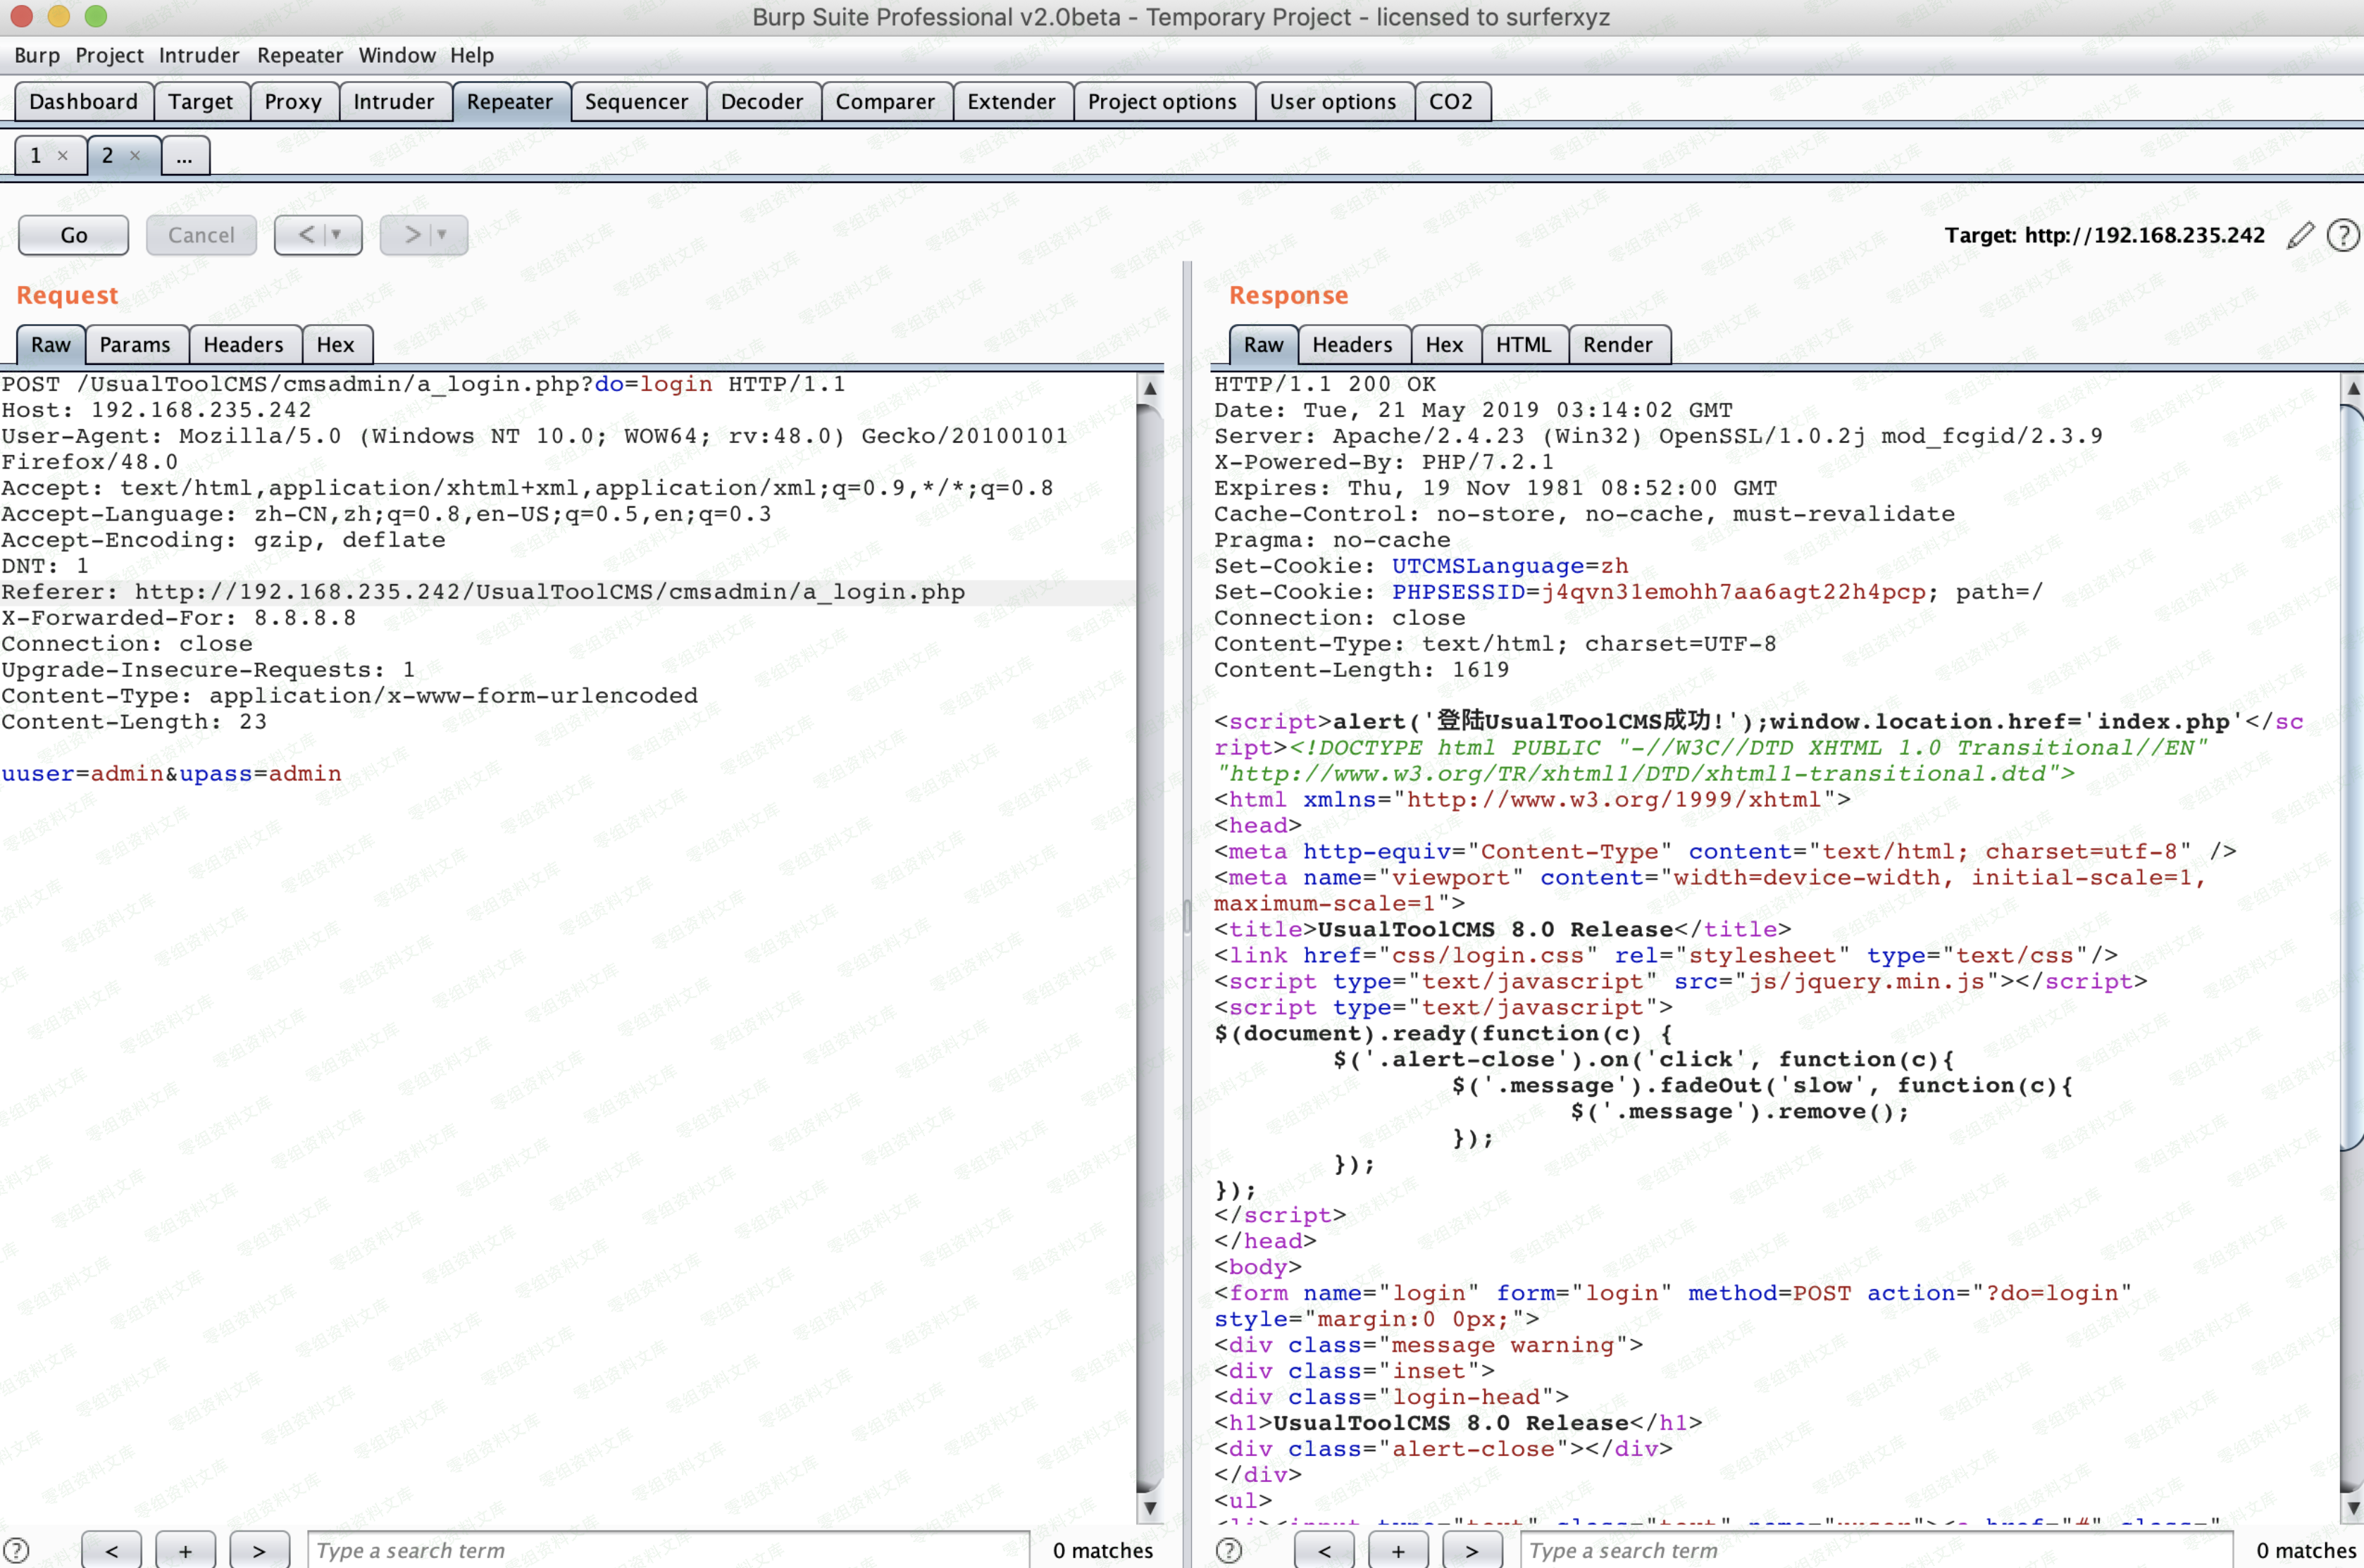 Burp Suite Professional v2.0beta - Temporary Project - licensed to surferxyz
Burp Project Intruder Repeater Window Help
Dashboard Target Proxy Intruder Repeater Sequencer Decoder Comparer Extender Project options User options CO2
1 × 2 × ...
Go Cancel < > Target: http://192.168.235.242 ?
Request
Raw Params Headers Hex
POST /UsualToolCMS/cmsadmin/a_login.php?do=login HTTP/1.1
Host: 192.168.235.242
User-Agent: Mozilla/5.0 (Windows NT 10.0; WOW64; rv:48.0) Gecko/20100101
Firefox/48.0
Accept: text/html,application/xhtml+xml,application/xml;q=0.9,*/*;q=0.8
Accept-Language: zh-CN,zh;q=0.8,en-US;q=0.5,en;q=0.3
Accept-Encoding: gzip, deflate
DNT: 1
Referer: http://192.168.235.242/UsualToolCMS/cmsadmin/a_login.php
X-Forwarded-For: 8.8.8.8
Connection: close
Upgrade-Insecure-Requests: 1
Content-Type: application/x-www-form-urlencoded
Content-Length: 23
uuser=admin&upass=admin
? < + > Type a search term 0 matches
Response
Raw Headers Hex HTML Render
HTTP/1.1 200 OK
Date: Tue, 21 May 2019 03:14:02 GMT
Server: Apache/2.4.23 (Win32) OpenSSL/1.0.2j mod_fcgid/2.3.9
X-Powered-By: PHP/7.2.1
Expires: Thu, 19 Nov 1981 08:52:00 GMT
Cache-Control: no-store, no-cache, must-revalidate
Pragma: no-cache
Set-Cookie: UTCMSLanguage=zh
Set-Cookie: PHPSESSID=j4qvn31emohh7aa6agt22h4pcp; path=/
Connection: close
Content-Type: text/html; charset=UTF-8
Content-Length: 1619
<script>alert('登陆UsualToolCMS成功!');window.location.href='index.php'</sc
ript><!DOCTYPE html PUBLIC "-//W3C//DTD XHTML 1.0 Transitional//EN"
"http://www.w3.org/TR/xhtml1/DTD/xhtml1-transitional.dtd">
<html xmlns="http://www.w3.org/1999/xhtml">
<head>
<meta http-equiv="Content-Type" content="text/html; charset=utf-8" />
<meta name="viewport" content="width=device-width, initial-scale=1,
maximum-scale=1">
<title>UsualToolCMS 8.0 Release</title>
<link href="css/login.css" rel="stylesheet" type="text/css"/>
<script type="text/javascript" src="js/jquery.min.js"></script>
<script type="text/javascript">
$(document).ready(function(c) {
$('.alert-close').on('click', function(c){
$('.message').fadeOut('slow', function(c){
$('.message').remove();
});
});
});
</script>
</head>
<body>
<form name="login" form="login" method=POST action="?do=login"
style="margin:0 0px;">
<div class="message warning">
<div class="inset">
<div class="login-head">
<h1>UsualToolCMS 8.0 Release</h1>
<div class="alert-close"></div>
</div>
<ul>
? < + > Type a search term 0 matches
零组资料文库